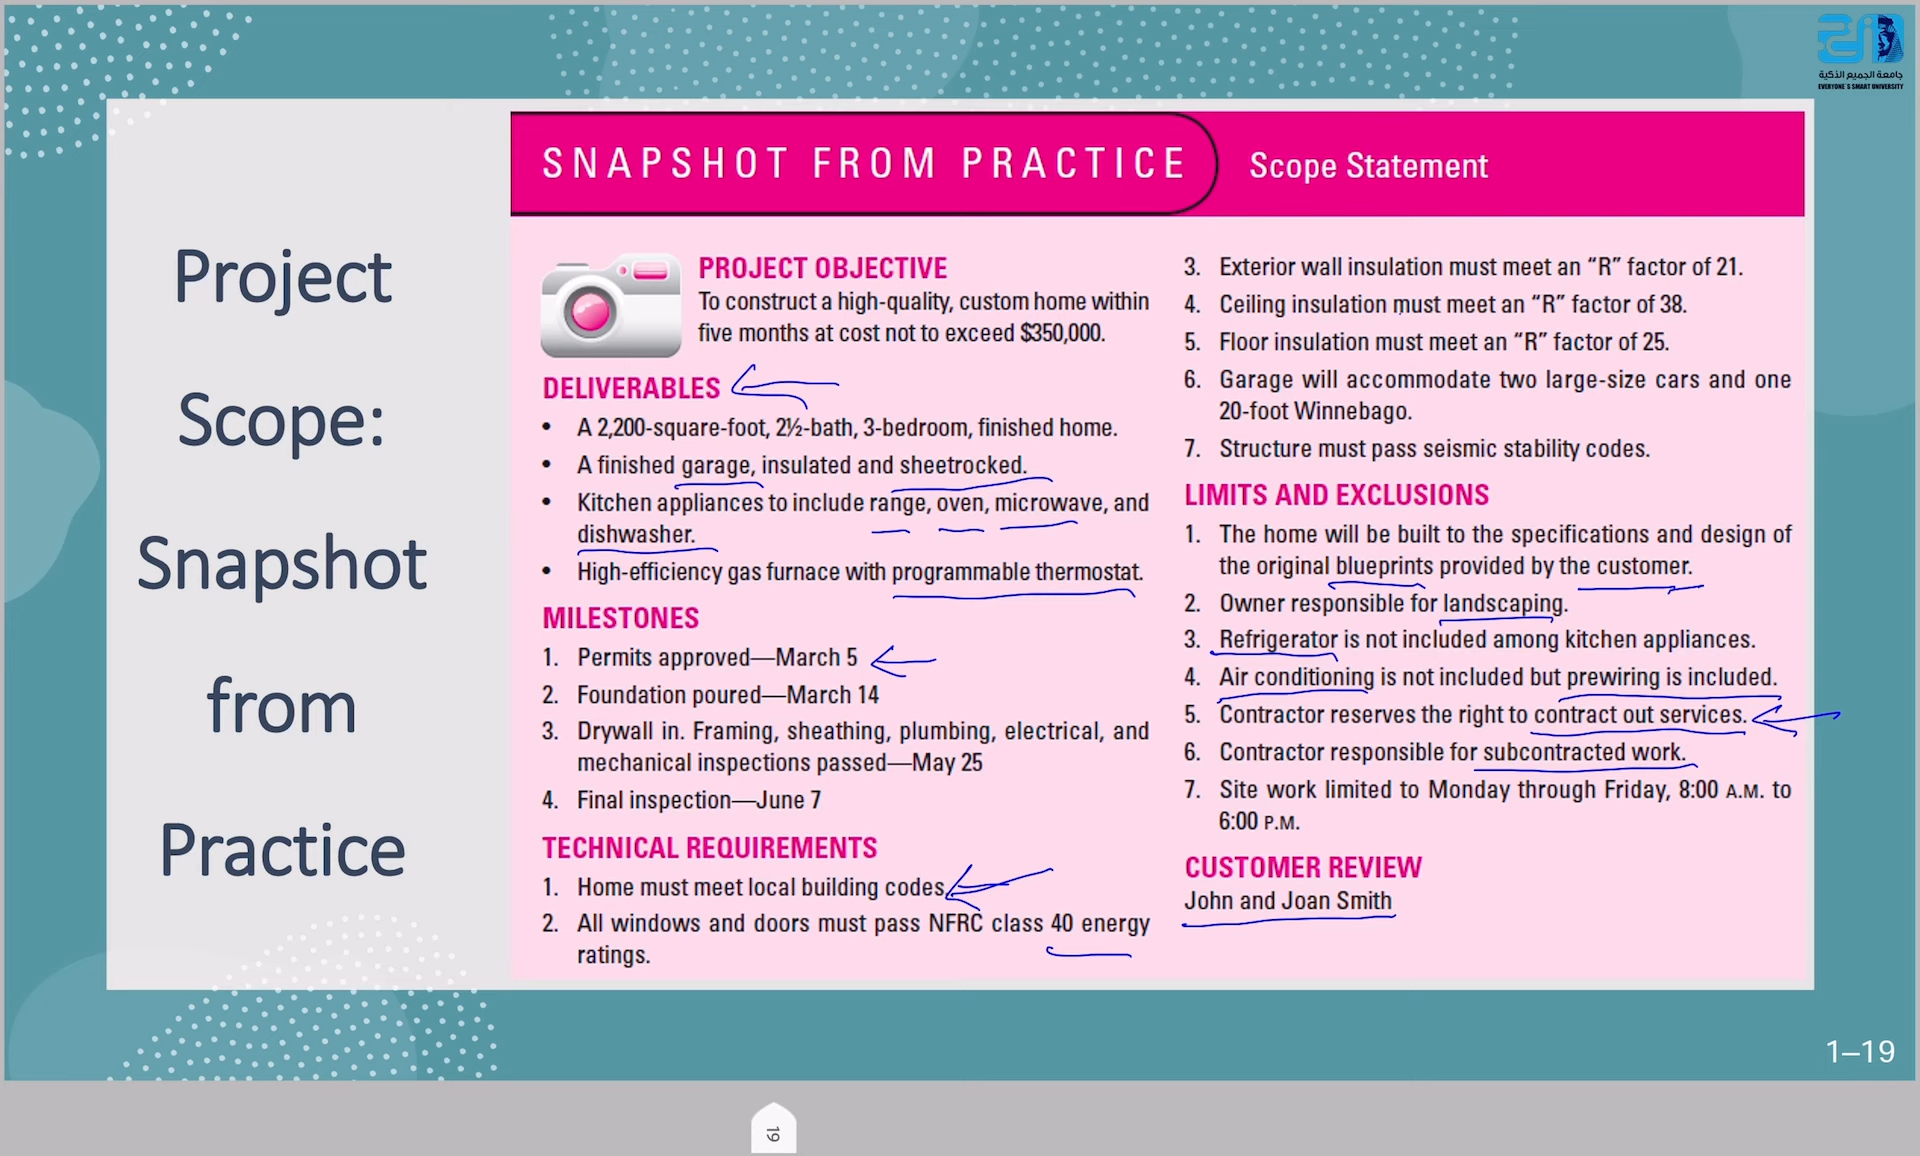 جامعة الجميع الذكية
EVERYONE'S SMART UNIVERSITY
Project
Scope:
Snapshot
from
Practice
SNAPSHOT FROM PRACTICE
Scope Statement
PROJECT OBJECTIVE
To construct a high-quality, custom home within
five months at cost not to exceed $350,000.
DELIVERABLES
• A 2,200-square-foot, 2½-bath, 3-bedroom, finished home.
• A finished garage, insulated and sheetrocked.
• Kitchen appliances to include range, oven, microwave, and
dishwasher.
• High-efficiency gas furnace with programmable thermostat.
MILESTONES
1. Permits approved—March 5
2. Foundation poured—March 14
3. Drywall in. Framing, sheathing, plumbing, electrical, and
mechanical inspections passed—May 25
4. Final inspection—June 7
TECHNICAL REQUIREMENTS
1. Home must meet local building codes.
2. All windows and doors must pass NFRC class 40 energy
ratings.
3. Exterior wall insulation must meet an “R” factor of 21.
4. Ceiling insulation must meet an “R” factor of 38.
5. Floor insulation must meet an “R” factor of 25.
6. Garage will accommodate two large-size cars and one
20-foot Winnebago.
7. Structure must pass seismic stability codes.
LIMITS AND EXCLUSIONS
1. The home will be built to the specifications and design of
the original blueprints provided by the customer.
2. Owner responsible for landscaping.
3. Refrigerator is not included among kitchen appliances.
4. Air conditioning is not included but prewiring is included.
5. Contractor reserves the right to contract out services.
6. Contractor responsible for subcontracted work.
7. Site work limited to Monday through Friday, 8:00 A.M. to
6:00 P.M.
CUSTOMER REVIEW
John and Joan Smith
1–19
19